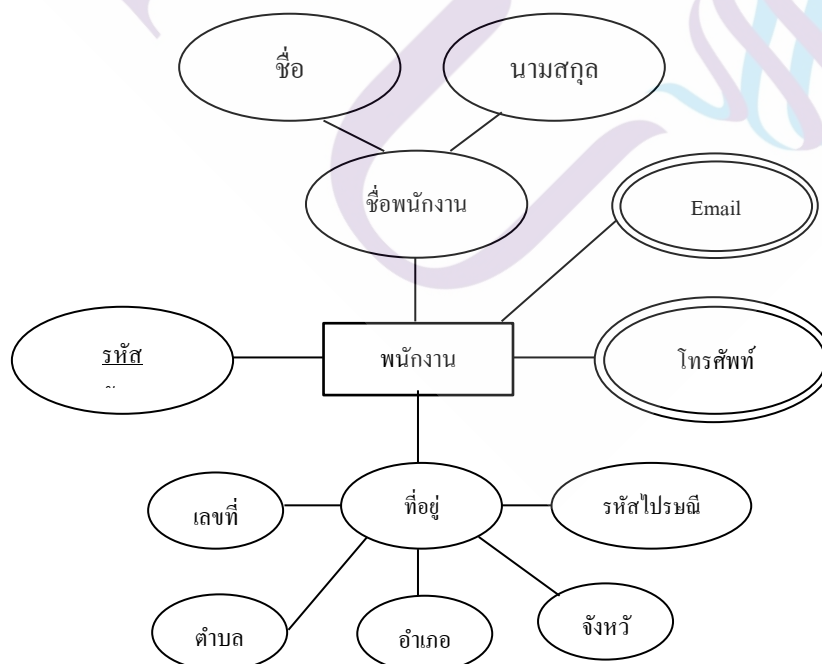 ชื่อ
นามสกุล
ชื่อพนักงาน
Email
รหัส
พนักงาน
โทรศัพท์
เลขที่
ที่อยู่
รหัสไปรษณี
ตำบล
อำเภอ
จังหวั